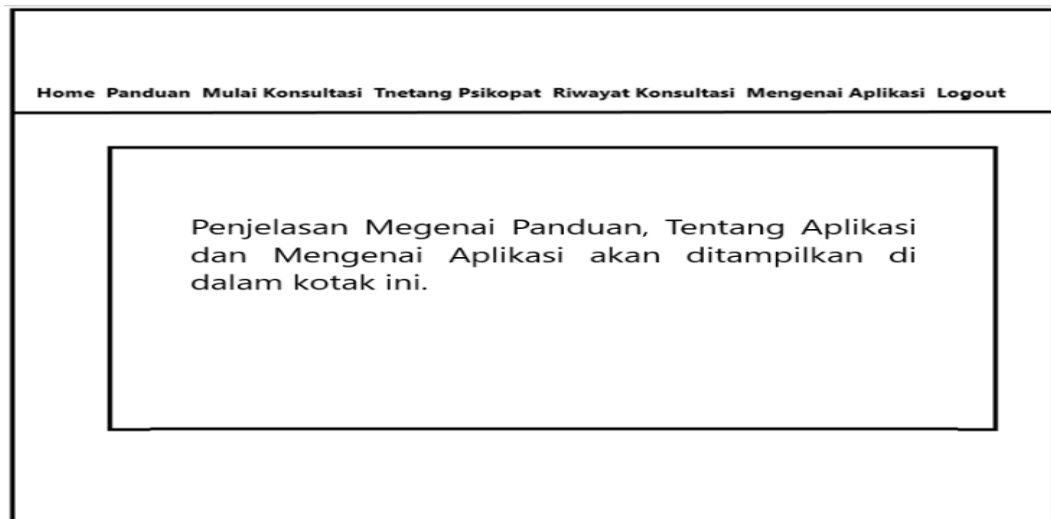 Home Panduan Mulai Konsultasi Tnetang Psikopat Riwayat Konsultasi Mengenai Aplikasi Logout
Penjelasan Megenai Panduan, Tentang Aplikasi
dan Mengenai Aplikasi akan ditampilkan di
dalam kotak ini.